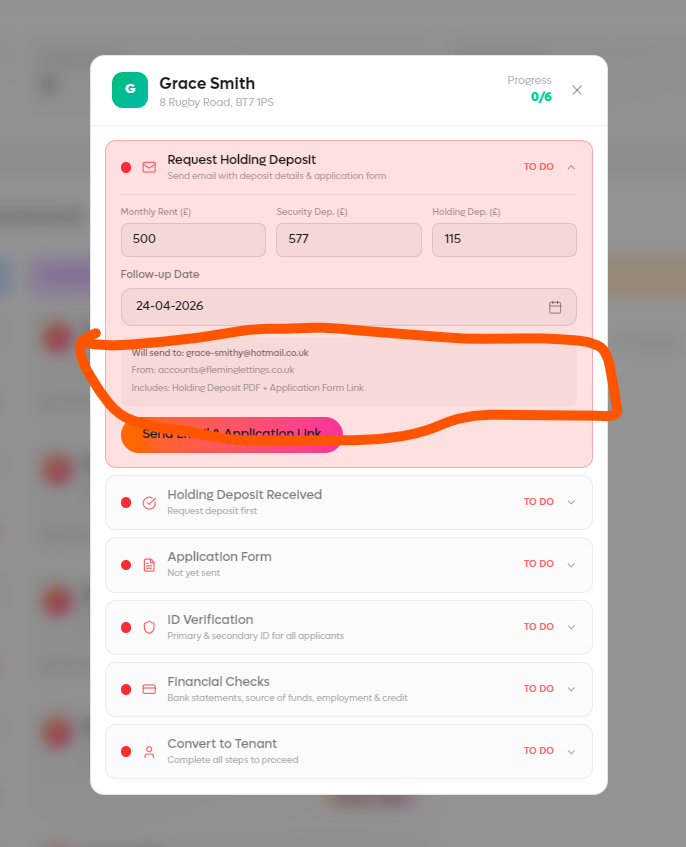 G
Grace Smith
8 Rugby Road, BT7 1PS
Progress
0/6
Request Holding Deposit
Send email with deposit details & application form
TO DO
Monthly Rent (£)
Security Dep. (£)
Holding Dep. (£)
500
577
115
Follow-up Date
24-04-2026
Will send to: grace-smithy@hotmail.co.uk
From: accounts@fleminglettings.co.uk
Includes: Holding Deposit PDF + Application Form Link
Send Email & Application Link
Holding Deposit Received
Request deposit first
TO DO
Application Form
Not yet sent
TO DO
ID Verification
Primary & secondary ID for all applicants
TO DO
Financial Checks
Bank statements, source of funds, employment & credit
TO DO
Convert to Tenant
Complete all steps to proceed
TO DO